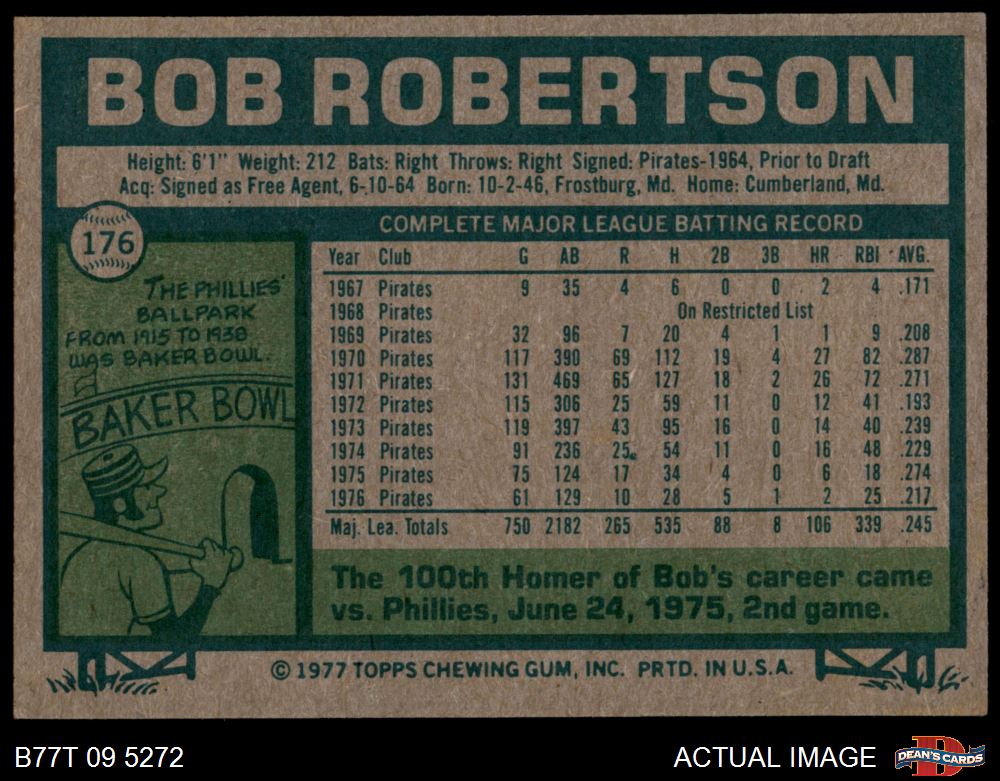 BOB ROBERTSON
Height: 6'1" Weight: 212 Bats: Right Throws: Right Signed: Pirates-1964, Prior to Draft
Acq: Signed as Free Agent, 6-10-64 Born: 10-2-46, Frostburg, Md. Home: Cumberland, Md.
176
THE PHILLIES'
BALLPARK
FROM 1915 TO 1938
WAS BAKER BOWL.
BAKER BOWL
COMPLETE MAJOR LEAGUE BATTING RECORD
Year Club G AB R H 2B 3B HR RBI AVG.
1967 Pirates 9 35 4 6 0 0 2 4 .171
1968 Pirates On Restricted List
1969 Pirates 32 96 7 20 4 1 1 9 .208
1970 Pirates 117 390 69 112 19 4 27 82 .287
1971 Pirates 131 469 65 127 18 2 26 72 .271
1972 Pirates 115 306 25 59 11 0 12 41 .193
1973 Pirates 119 397 43 95 16 0 14 40 .239
1974 Pirates 91 236 25 54 11 0 16 48 .229
1975 Pirates 75 124 17 34 4 0 6 18 .274
1976 Pirates 61 129 10 28 5 1 2 25 .217
Maj. Lea. Totals 750 2182 265 535 88 8 106 339 .245
The 100th Homer of Bob's career came
vs. Phillies, June 24, 1975, 2nd game.
© 1977 TOPPS CHEWING GUM, INC. PRTD. IN U.S.A.
B77T 09 5272
ACTUAL IMAGE
D
DEAN'S CARDS